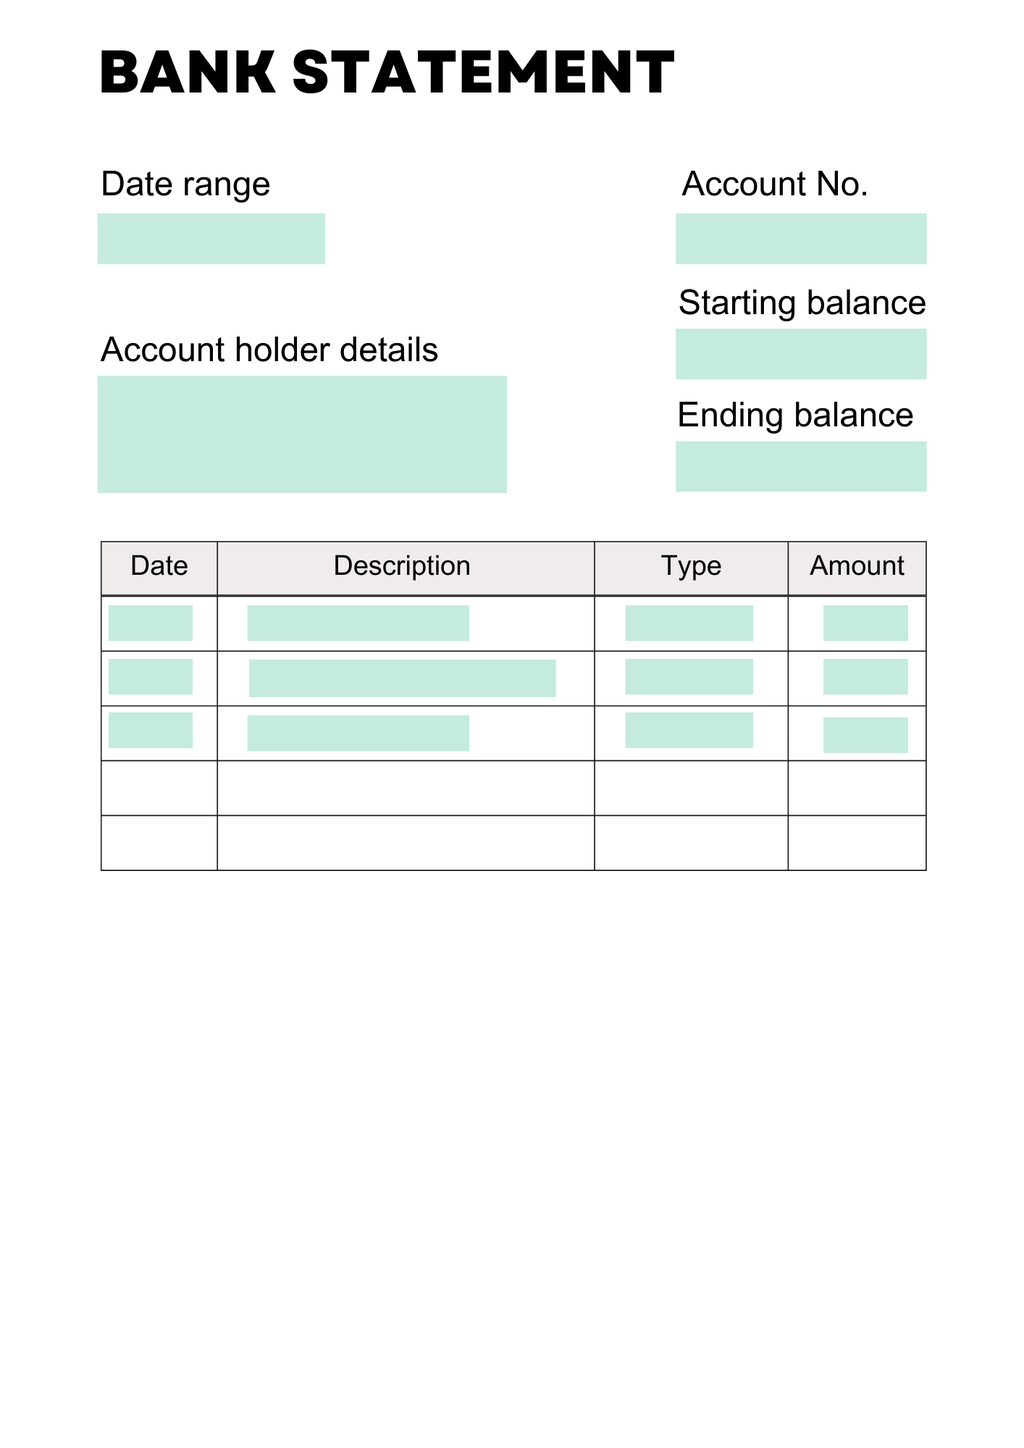 BANK STATEMENT
Date range
Account No.
Starting balance
Account holder details
Ending balance
Date Description Type Amount